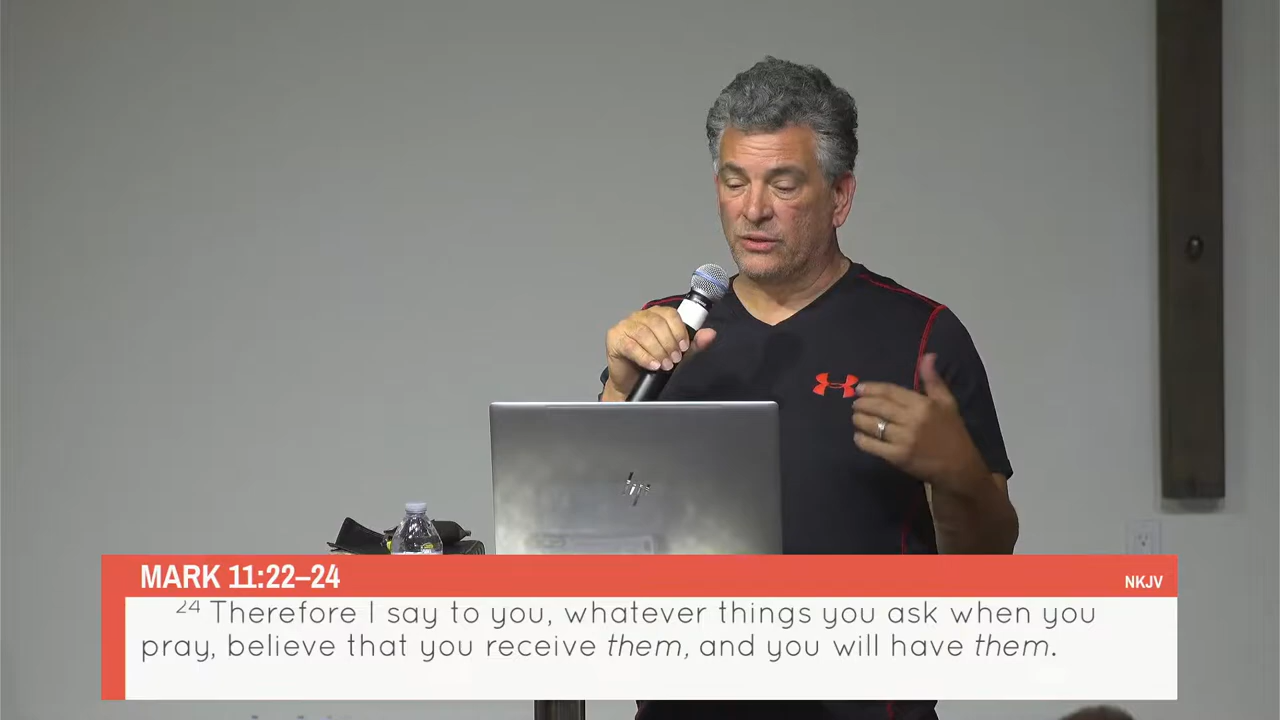 MARK 11:22–24
NKJV
24 Therefore I say to you, whatever things you ask when you
pray, believe that you receive them, and you will have them.
hp